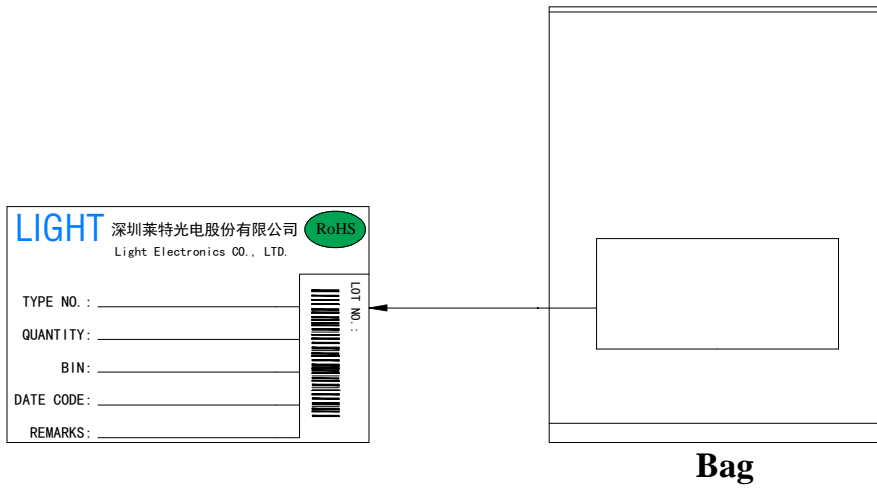 LIGHT 深圳莱特光电股份有限公司 RoHS
Light Electronics CO., LTD.
LOT NO.:
TYPE NO.:
QUANTITY:
BIN:
DATE CODE:
REMARKS:
Bag